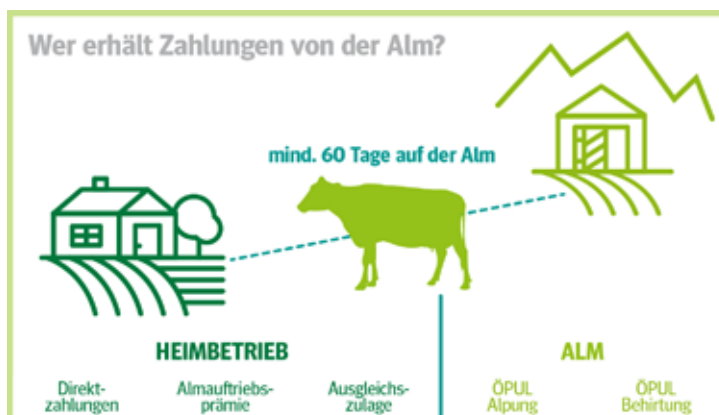 Wer erhält Zahlungen von der Alm?
mind. 60 Tage auf der Alm
HEIMBETRIEB
ALM
Direkt-
zahlungen
Almauftriebs-
prämie
Ausgleichs-
zulage
ÖPUL
Alpung
ÖPUL
Behirtung